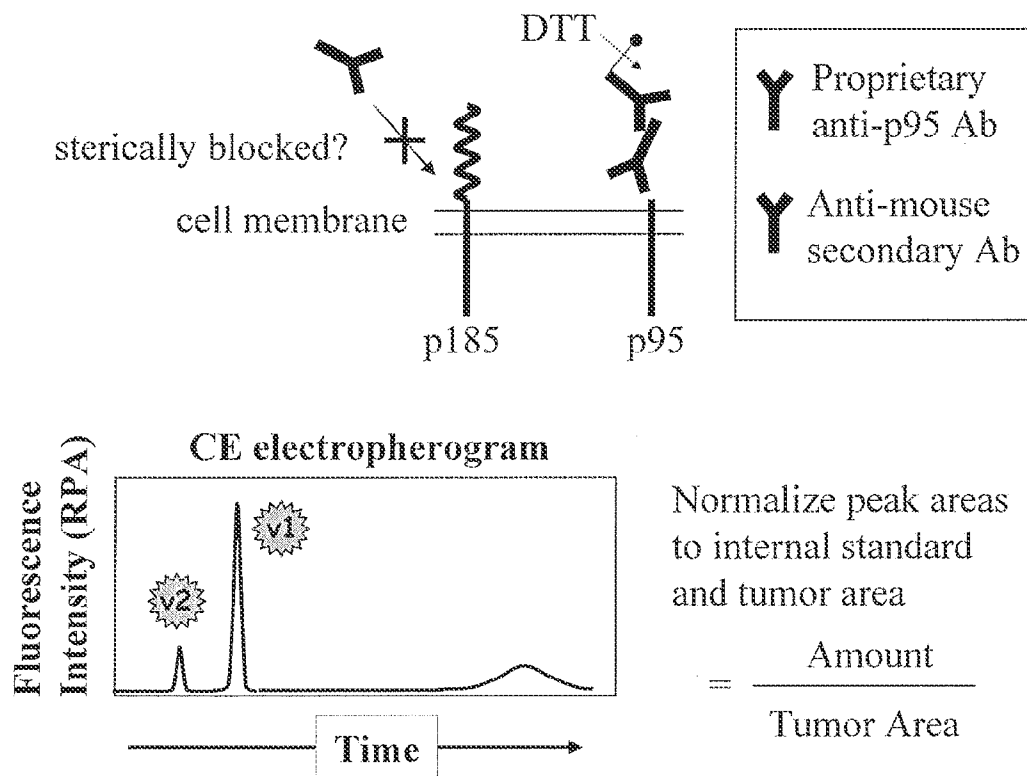 DTT
sterically blocked?
cell membrane
p185
p95
Proprietary
anti-p95 Ab
Anti-mouse
secondary Ab
CE electropherogram
Fluorescence
Intensity (RPA)
v2
v1
Time
Normalize peak areas
to internal standard
and tumor area
= Amount
Tumor Area